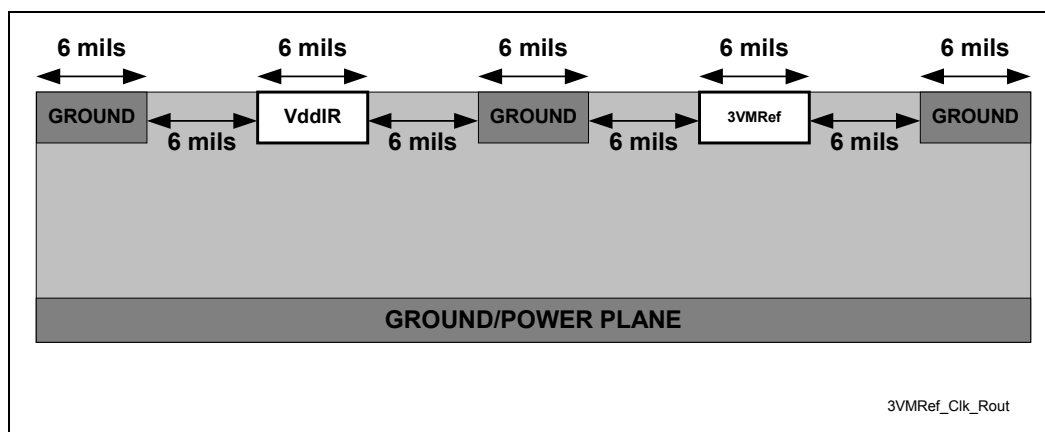 6 mils 6 mils 6 mils 6 mils 6 mils
GROUND VddIR GROUND 3VMRef GROUND
6 mils 6 mils 6 mils 6 mils
GROUND/POWER PLANE
3VMRef_Clk_Rout